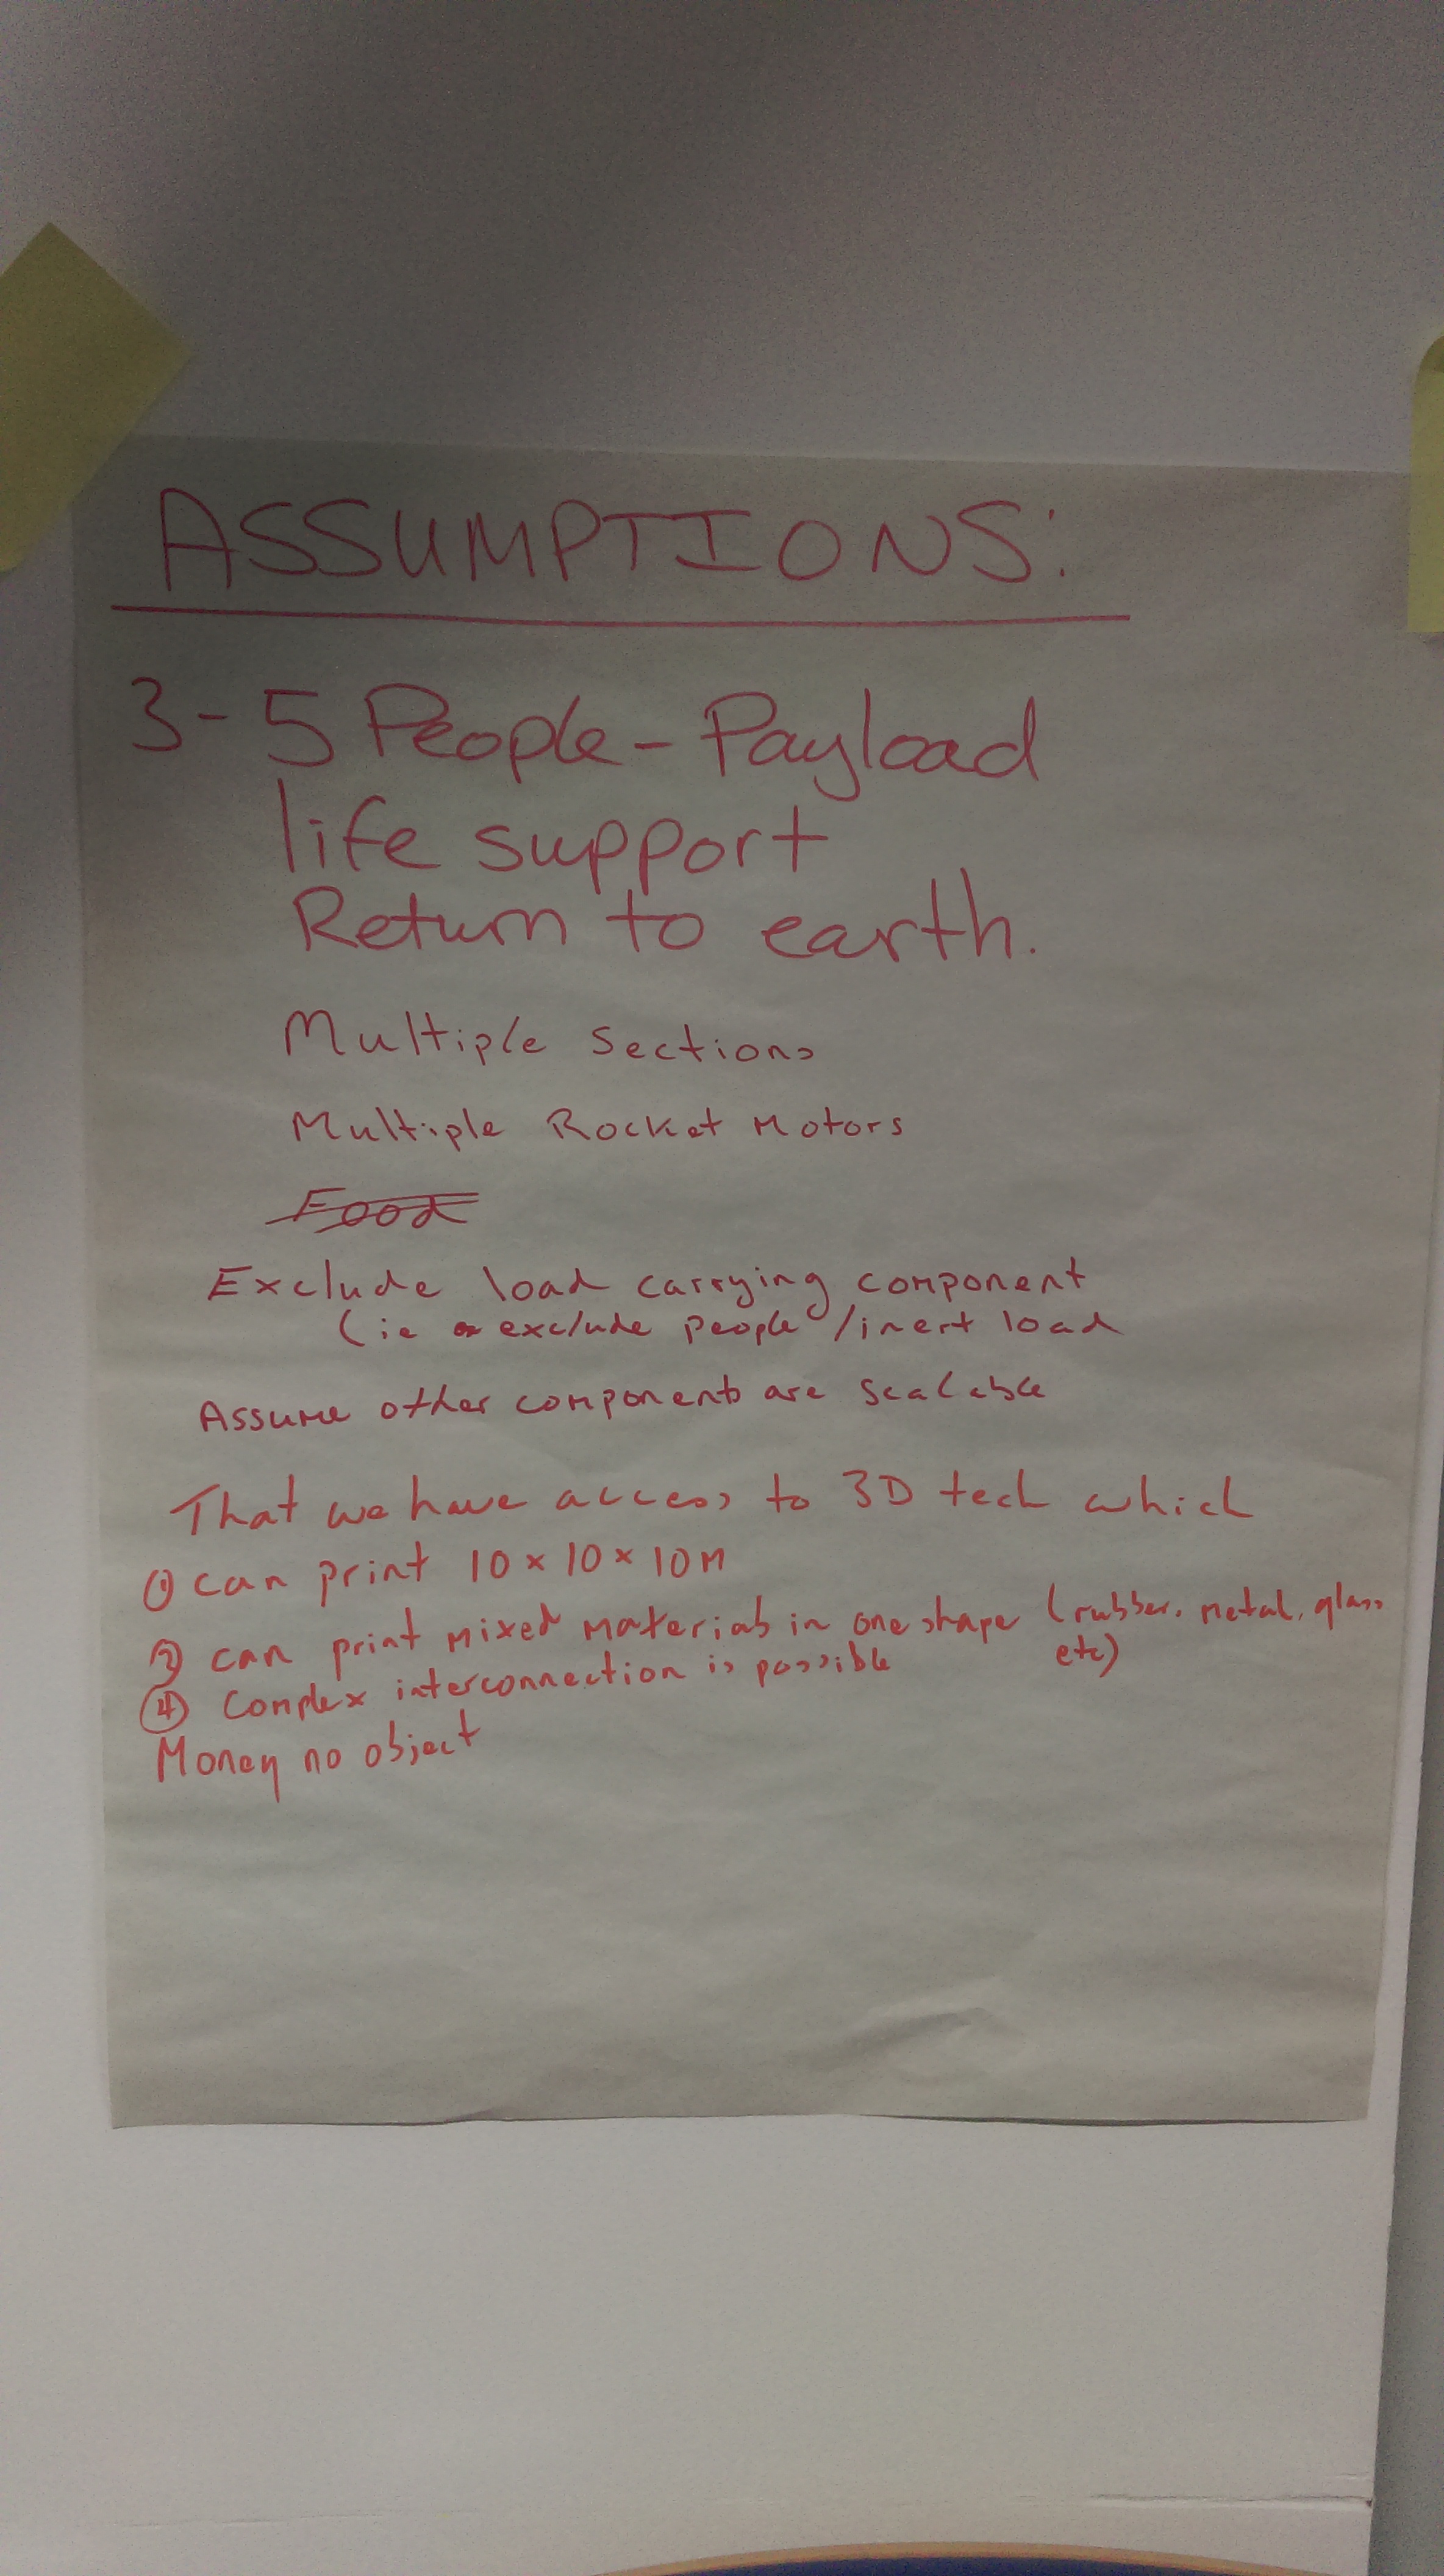 ASSUMPTIONS:
3-5 People - Payload
life support
Return to earth.
Multiple Sections
Multiple Rocket Motors
Food
Exclude load carrying component
(ie exclude people / inert load
Assume other components are scalable
That we have access to 3D tech which
① can print 10 x 10 x 10M
can print mixed materials in one shape (rubber, metal, glass
etc)
④ Complex interconnection is possible
Money no object